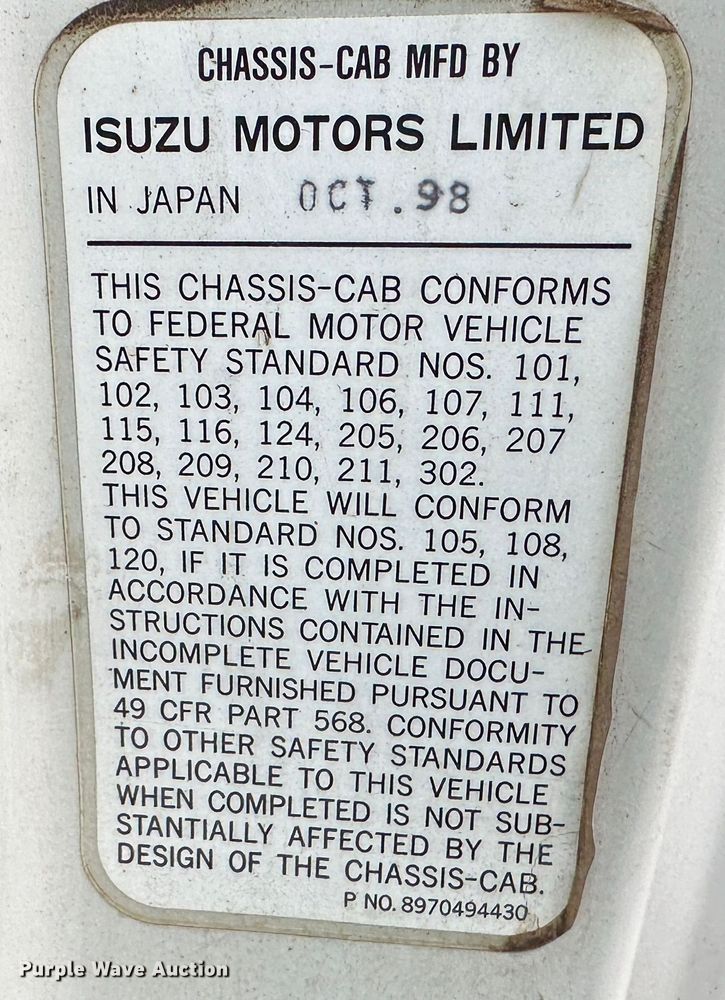 CHASSIS-CAB MFD BY
ISUZU MOTORS LIMITED
IN JAPAN OCT.98
THIS CHASSIS-CAB CONFORMS
TO FEDERAL MOTOR VEHICLE
SAFETY STANDARD NOS. 101,
102, 103, 104, 106, 107, 111,
115, 116, 124, 205, 206, 207
208, 209, 210, 211, 302.
THIS VEHICLE WILL CONFORM
TO STANDARD NOS. 105, 108,
120, IF IT IS COMPLETED IN
ACCORDANCE WITH THE IN-
STRUCTIONS CONTAINED IN THE
INCOMPLETE VEHICLE DOCU-
MENT FURNISHED PURSUANT TO
49 CFR PART 568. CONFORMITY
TO OTHER SAFETY STANDARDS
APPLICABLE TO THIS VEHICLE
WHEN COMPLETED IS NOT SUB-
STANTIALLY AFFECTED BY THE
DESIGN OF THE CHASSIS-CAB.
P NO. 8970494430
Purple Wave Auction